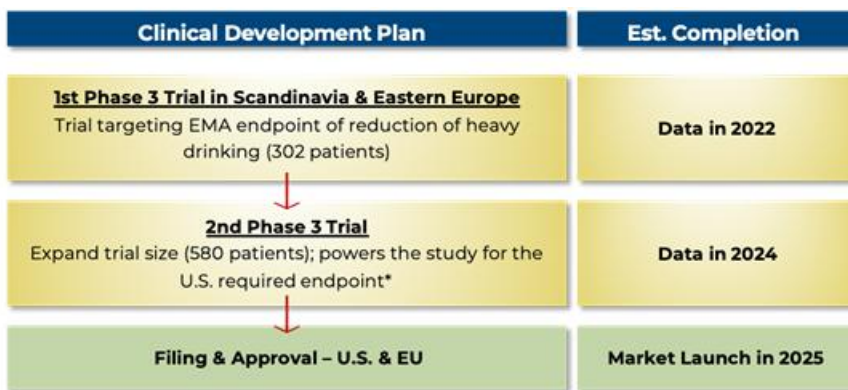 Clinical Development Plan
Est. Completion
1st Phase 3 Trial in Scandinavia & Eastern Europe
Trial targeting EMA endpoint of reduction of heavy
drinking (302 patients)
Data in 2022
2nd Phase 3 Trial
Expand trial size (580 patients); powers the study for the
U.S. required endpoint*
Data in 2024
Filing & Approval – U.S. & EU
Market Launch in 2025